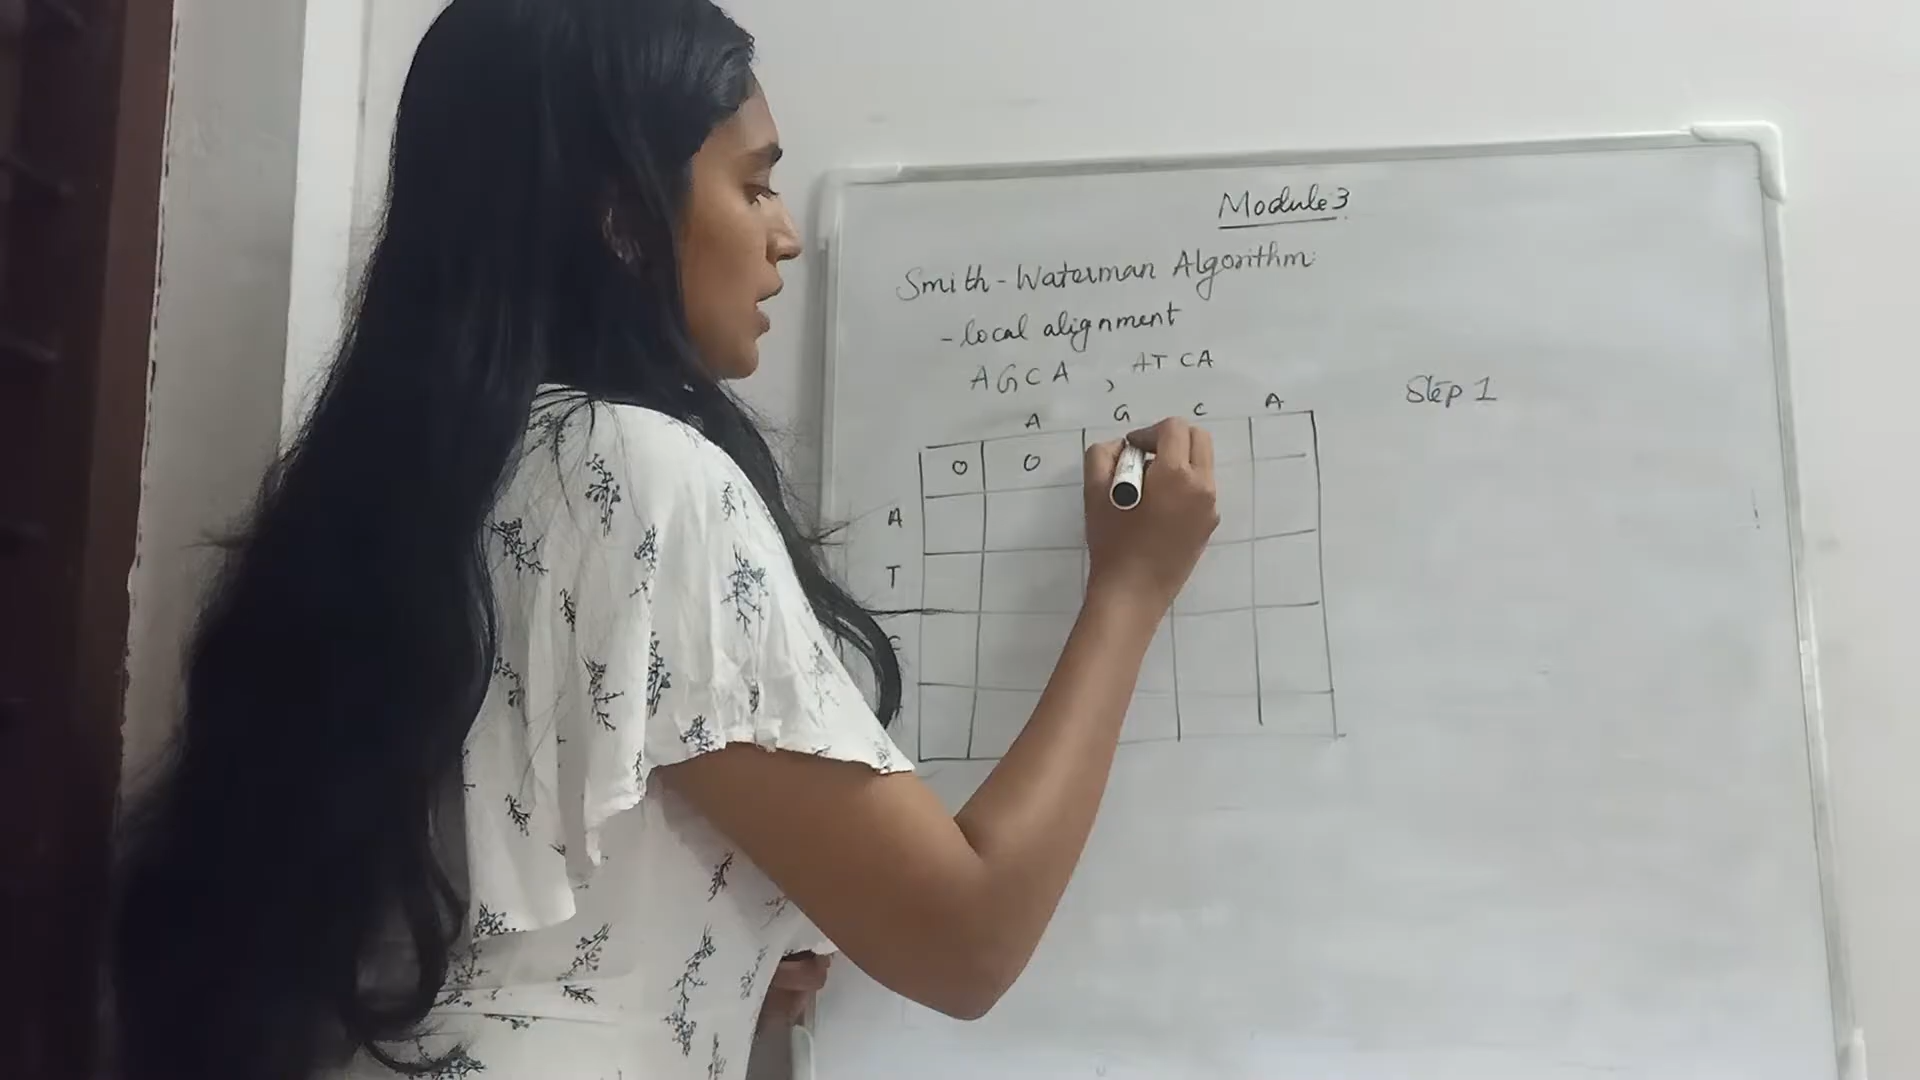 Module 3
Smith-Waterman Algorithm
- local alignment
AGCA , ATCA
Step 1
A G C A
0 0
A
T
C